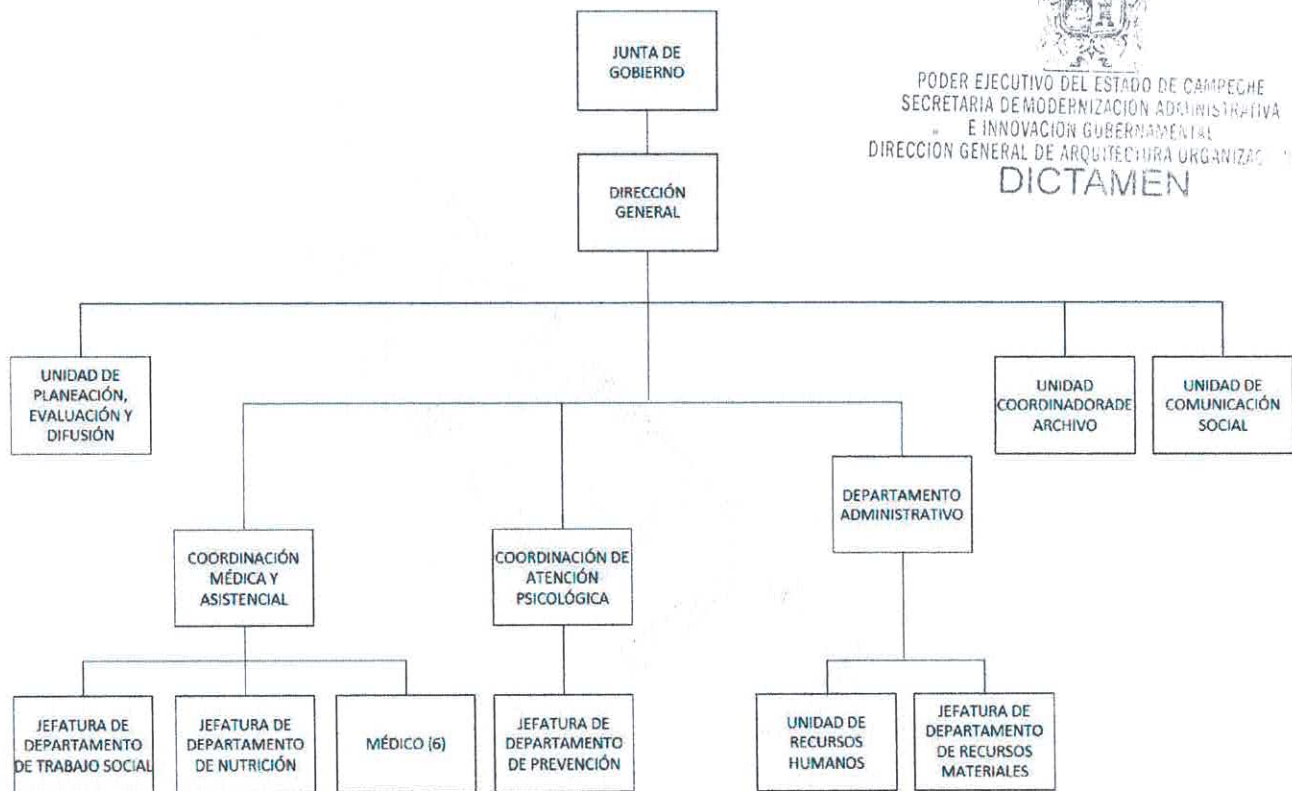 JUNTA DE
GOBIERNO
PODER EJECUTIVO DEL ESTADO DE CAMPECHE
SECRETARIA DE MODERNIZACIÓN ADMINISTRATIVA
E INNOVACIÓN GUBERNAMENTAL
DIRECCIÓN GENERAL DE ARQUITECTURA
DICTAMEN
DIRECCIÓN
GENERAL
UNIDAD DE
PLANEACIÓN,
EVALUACIÓN Y
DIFUSIÓN
UNIDAD
COORDINADORADE
ARCHIVO
UNIDAD DE
COMUNICACIÓN
SOCIAL
DEPARTAMENTO
ADMINISTRATIVO
COORDINACIÓN
MÉDICA Y
ASISTENCIAL
COORDINACIÓN DE
ATENCIÓN
PSICOLÓGICA
JEFATURA DE
DEPARTAMENTO
DE TRABAJO SOCIAL
JEFATURA DE
DEPARTAMENTO
DE NUTRICIÓN
MÉDICO (6)
JEFATURA DE
DEPARTAMENTO
DE PREVENCIÓN
UNIDAD DE
RECURSOS
HUMANOS
JEFATURA DE
DEPARTAMENTO
DE RECURSOS
MATERIALES